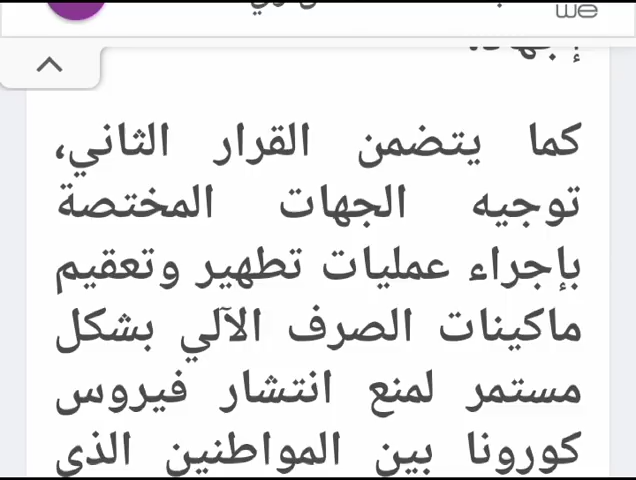 we
كما يتضمن القرار الثاني،
توجيه الجهات المختصة
بإجراء عمليات تطهير وتعقيم
ماكينات الصرف الآلي بشكل
مستمر لمنع انتشار فيروس
كورونا بين المواطنين الذي